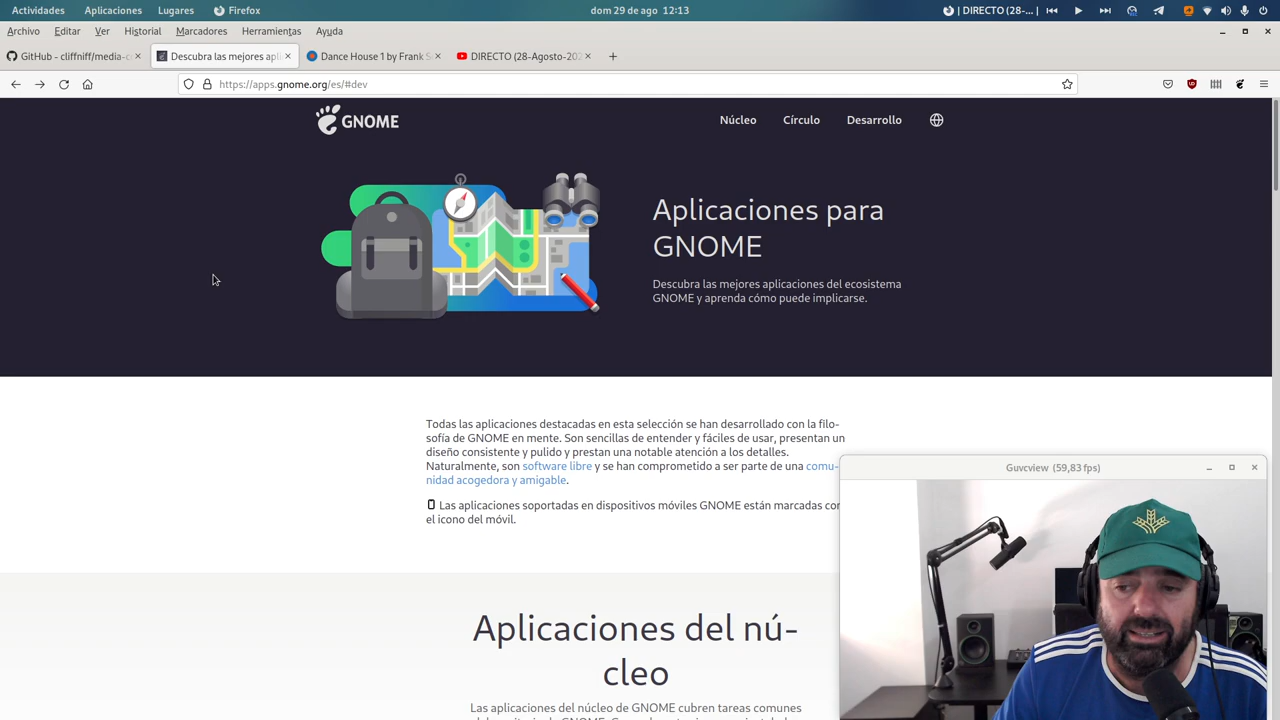 Actividades Aplicaciones Lugares Firefox dom 29 de ago 12:13 | DIRECTO (28-...
Archivo Editar Ver Historial Marcadores Herramientas Ayuda
GitHub - cliffniff/media-c Descubra las mejores apl Dance House 1 by Frank S DIRECTO (28-Agosto-202
https://apps.gnome.org/es/#dev
GNOME Núcleo Círculo Desarrollo
Aplicaciones para
GNOME
Descubra las mejores aplicaciones del ecosistema
GNOME y aprenda cómo puede implicarse.
Todas las aplicaciones destacadas en esta selección se han desarrollado con la filo-
sofía de GNOME en mente. Son sencillas de entender y fáciles de usar, presentan un
diseño consistente y pulido y prestan una notable atención a los detalles.
Naturalmente, son software libre y se han comprometido a ser parte de una comu-
nidad acogedora y amigable.
Las aplicaciones soportadas en dispositivos móviles GNOME están marcadas con
el icono del móvil.
Guvcview (59,83 fps)
Aplicaciones del nú-
cleo
Las aplicaciones del núcleo de GNOME cubren tareas comunes